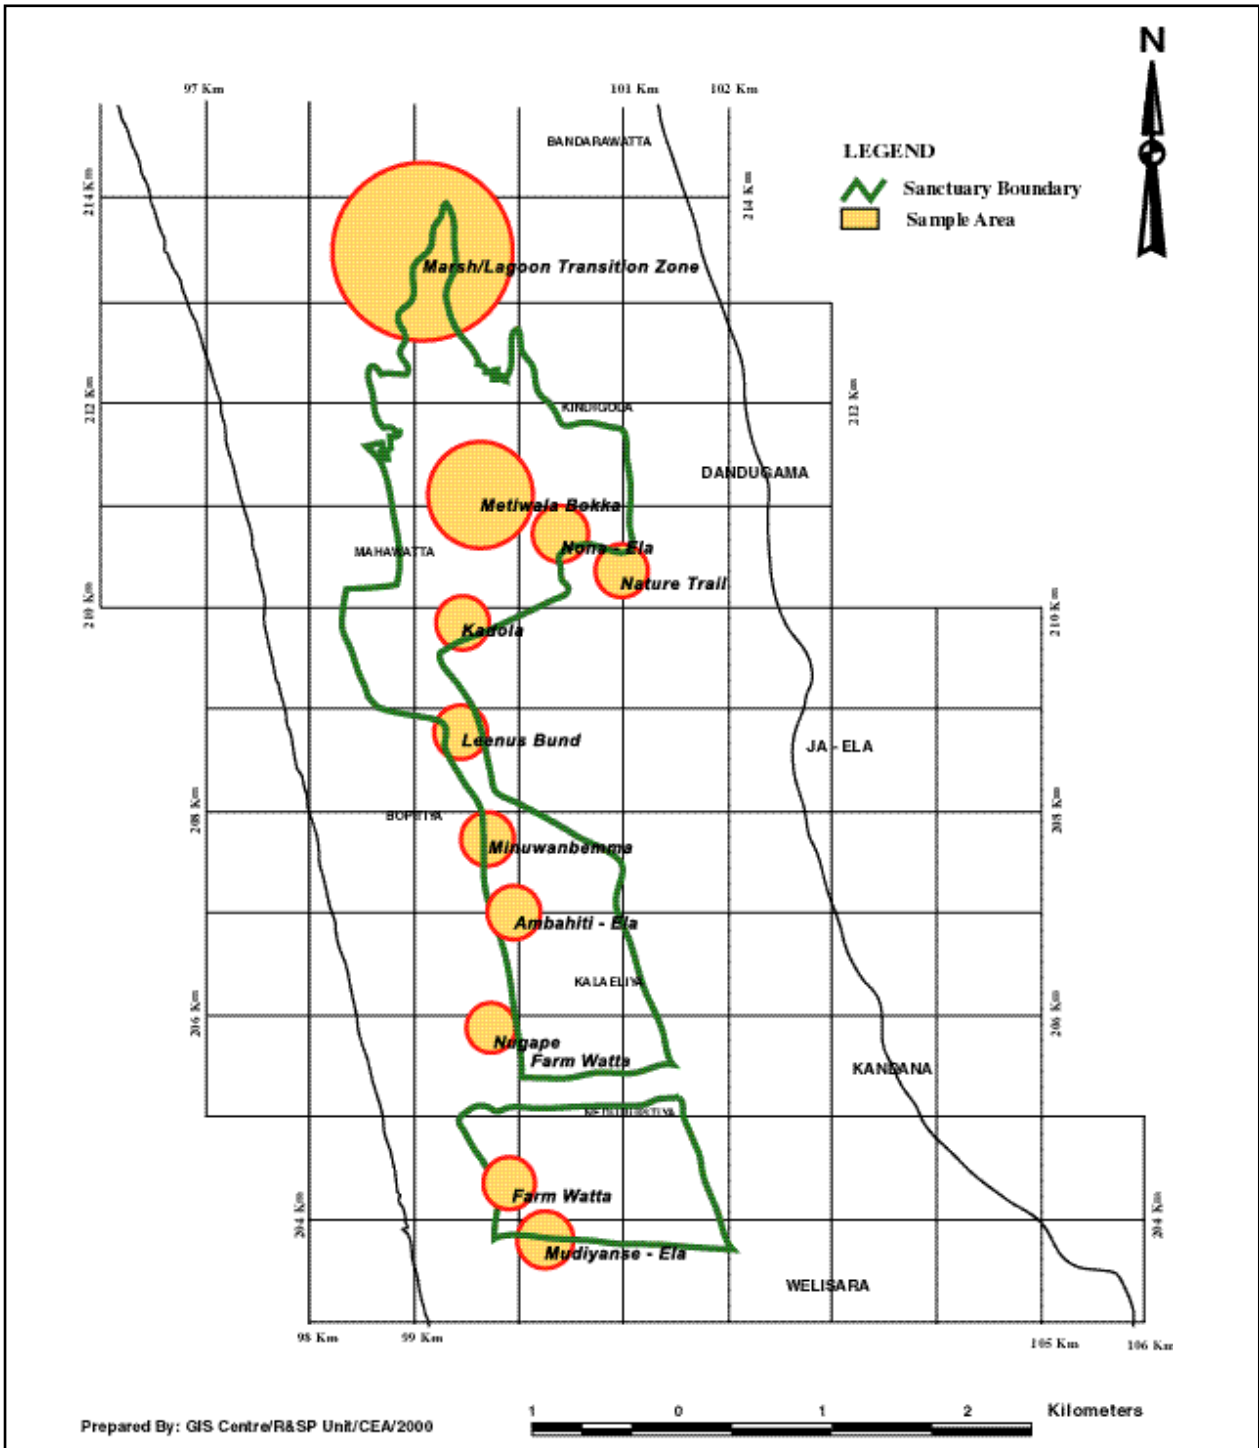 N
97 Km
101 Km
102 Km
BANDARAWATTA
LEGEND
Sanctuary Boundary
Sample Area
214 Km
214 Km
Marsh/Lagoon Transition Zone
212 Km
212 Km
KINDIGODA
DANDUGAMA
Metiwala Bokka
Nona - Ela
MAHAWATTA
Nature Trail
210 Km
210 Km
Kadola
Leenus Bund
JA - ELA
208 Km
208 Km
BOPITIYA
Minuwanbemma
Ambahiti - Ela
KALAELIYA
206 Km
206 Km
Nugape
Farm Watta
KANDANA
Farm Watta
204 Km
204 Km
Mudiyanse - Ela
WELISARA
98 Km
99 Km
105 Km
106 Km
1 0 1 2 Kilometers
Prepared By: GIS Centre/R&SP Unit/CEA/2000